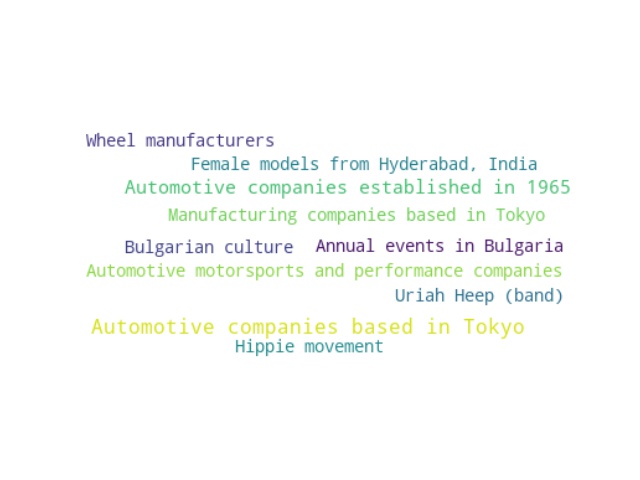 Wheel manufacturers
Female models from Hyderabad, India
Automotive companies established in 1965
Manufacturing companies based in Tokyo
Bulgarian culture Annual events in Bulgaria
Automotive motorsports and performance companies
Uriah Heep (band)
Automotive companies based in Tokyo
Hippie movement